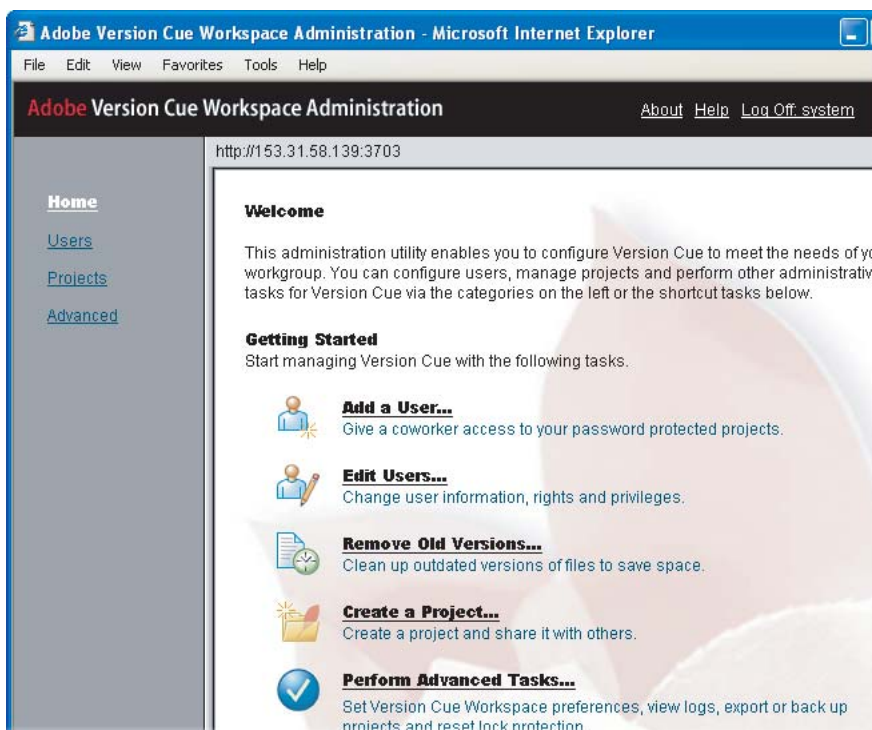 Adobe Version Cue Workspace Administration - Microsoft Internet Explorer
File Edit View Favorites Tools Help
Adobe Version Cue Workspace Administration
About Help Log Off: system
http://153.31.58.139:3703
Home
Users
Projects
Advanced
Welcome
This administration utility enables you to configure Version Cue to meet the needs of yo
workgroup. You can configure users, manage projects and perform other administrativ
tasks for Version Cue via the categories on the left or the shortcut tasks below.
Getting Started
Start managing Version Cue with the following tasks.
Add a User...
Give a coworker access to your password protected projects.
Edit Users...
Change user information, rights and privileges.
Remove Old Versions...
Clean up outdated versions of files to save space.
Create a Project...
Create a project and share it with others.
Perform Advanced Tasks...
Set Version Cue Workspace preferences, view logs, export or back up
projects and reset lock protection